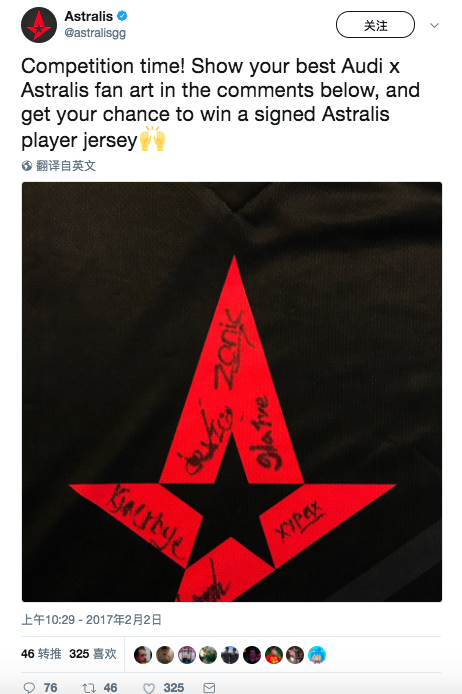 Astralis
@astralisgg
关注
Competition time! Show your best Audi x
Astralis fan art in the comments below, and
get your chance to win a signed Astralis
player jersey🙌
翻译自英文
zonic
device
gla1ve
Kjaerbye
xyp9x
上午10:29 - 2017年2月2日
46 转推 325 喜欢
76 46 325